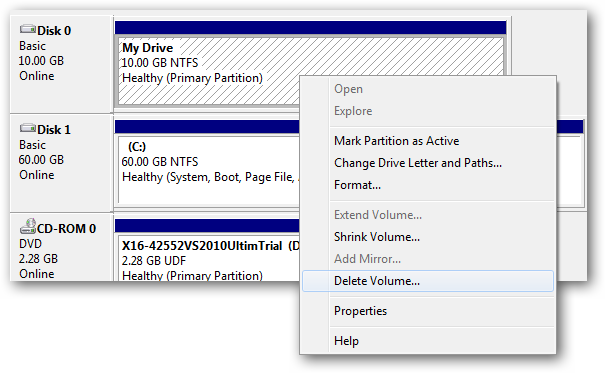 Disk 0
Basic
10.00 GB
Online
My Drive
10.00 GB NTFS
Healthy (Primary Partition)
Disk 1
Basic
60.00 GB
Online
(C:)
60.00 GB NTFS
Healthy (System, Boot, Page File,
CD-ROM 0
DVD
2.28 GB
Online
X16-42552VS2010UltimTrial (D
2.28 GB UDF
Healthy (Primary Partition)
Open
Explore
Mark Partition as Active
Change Drive Letter and Paths...
Format...
Extend Volume...
Shrink Volume...
Add Mirror...
Delete Volume...
Properties
Help